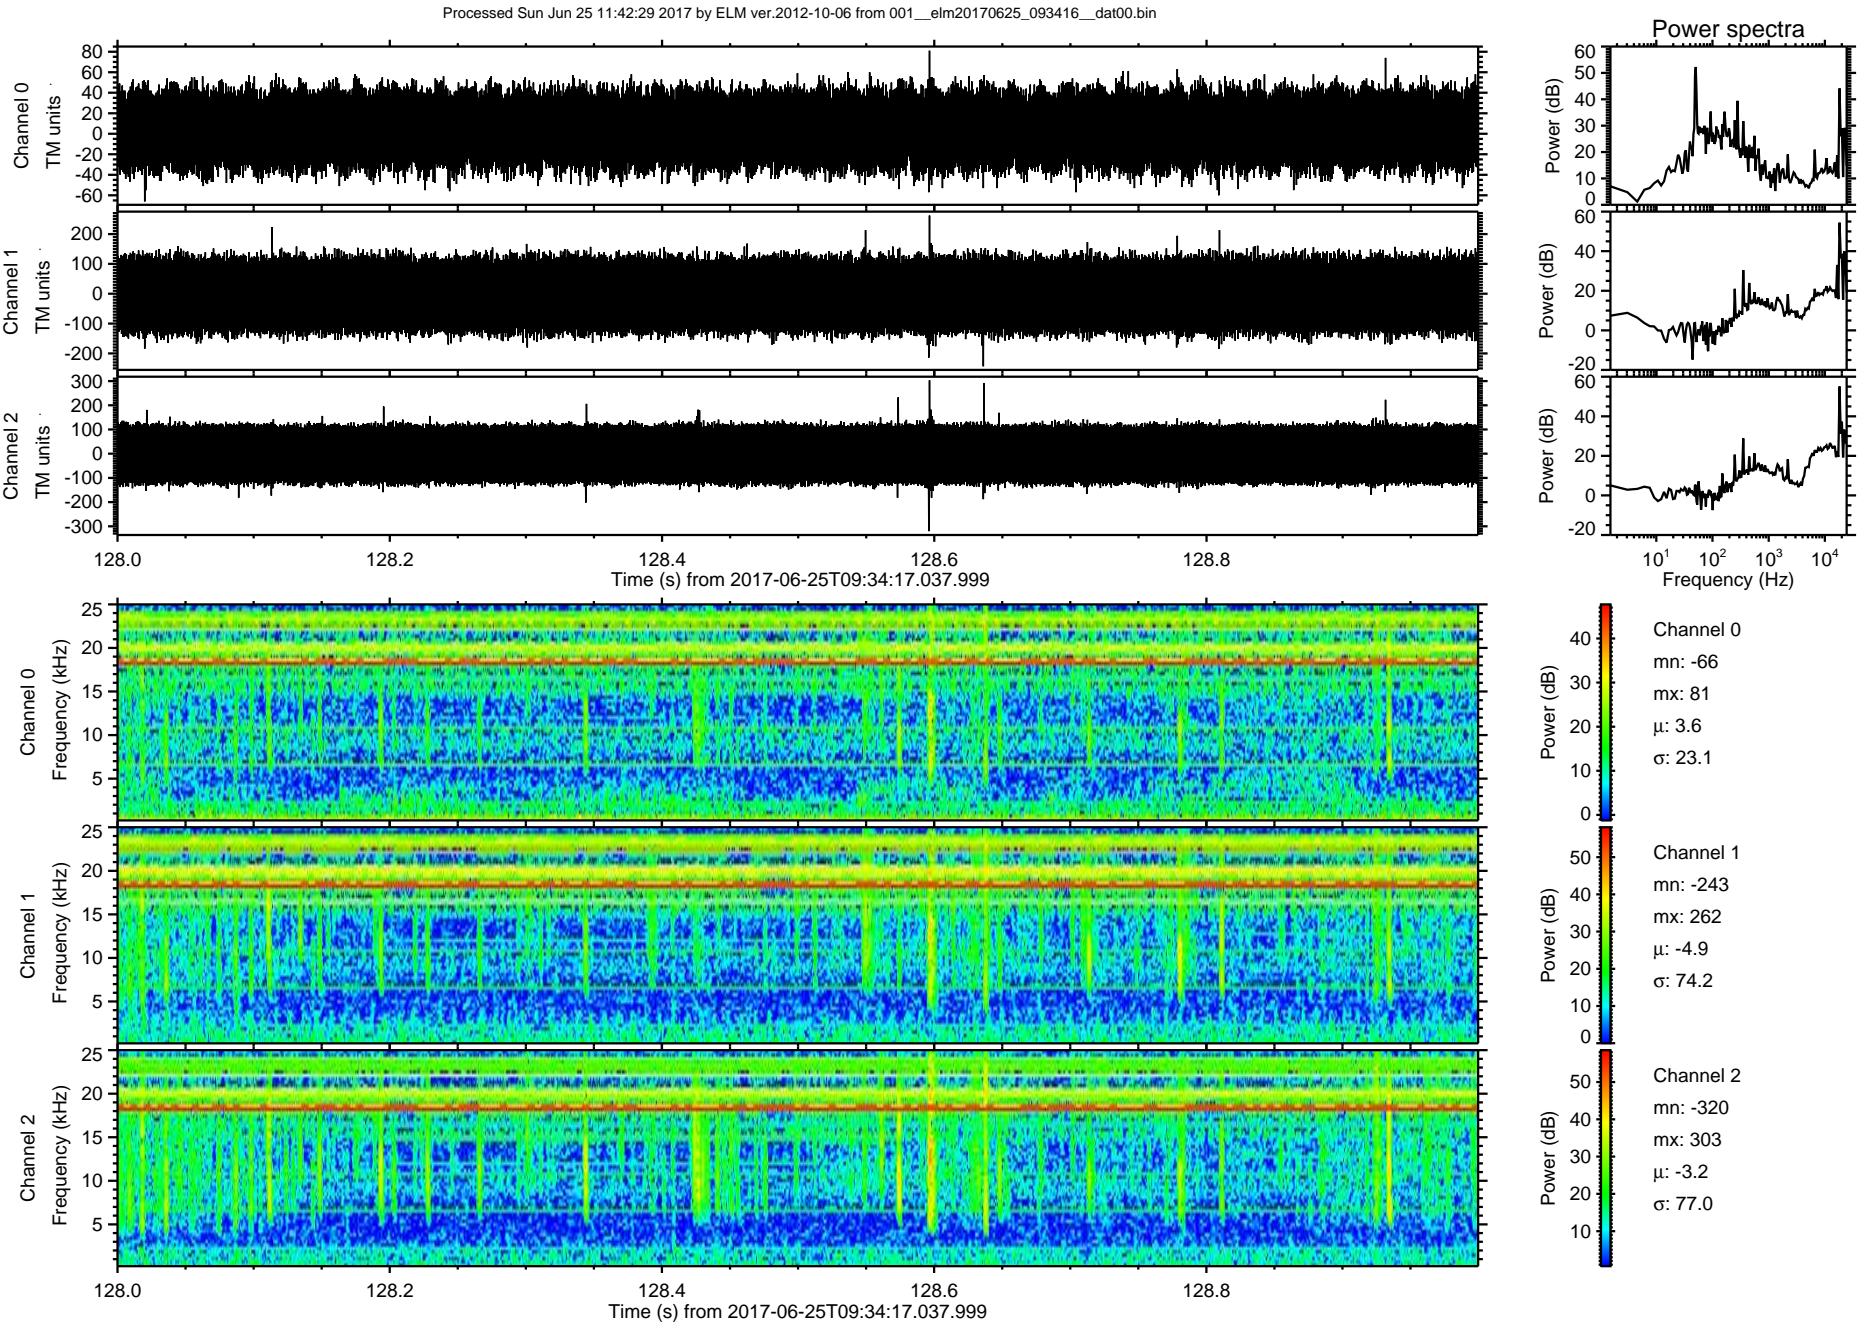 Processed Sun Jun 25 11:42:29 2017 by ELM ver.2012-10-06 from 001__elm20170625_093416__dat00.bin
Power spectra
Channel 0
TM units
80
60
40
20
0
-20
-40
-60
Power (dB)
60
50
40
30
20
10
0
Channel 1
TM units
200
100
0
-100
-200
Power (dB)
60
40
20
0
-20
Channel 2
TM units
300
200
100
0
-100
-200
-300
Power (dB)
60
40
20
0
-20
128.0 128.2 128.4 128.6 128.8
Time (s) from 2017-06-25T09:34:17.037.999
10¹ 10² 10³ 10⁴
Frequency (Hz)
Channel 0
Frequency (kHz)
25
20
15
10
5
Power (dB)
40
30
20
10
0
Channel 0
mn: -66
mx: 81
μ: 3.6
σ: 23.1
Channel 1
Frequency (kHz)
25
20
15
10
5
Power (dB)
50
40
30
20
10
0
Channel 1
mn: -243
mx: 262
μ: -4.9
σ: 74.2
Channel 2
Frequency (kHz)
25
20
15
10
5
Power (dB)
50
40
30
20
10
Channel 2
mn: -320
mx: 303
μ: -3.2
σ: 77.0
128.0 128.2 128.4 128.6 128.8
Time (s) from 2017-06-25T09:34:17.037.999